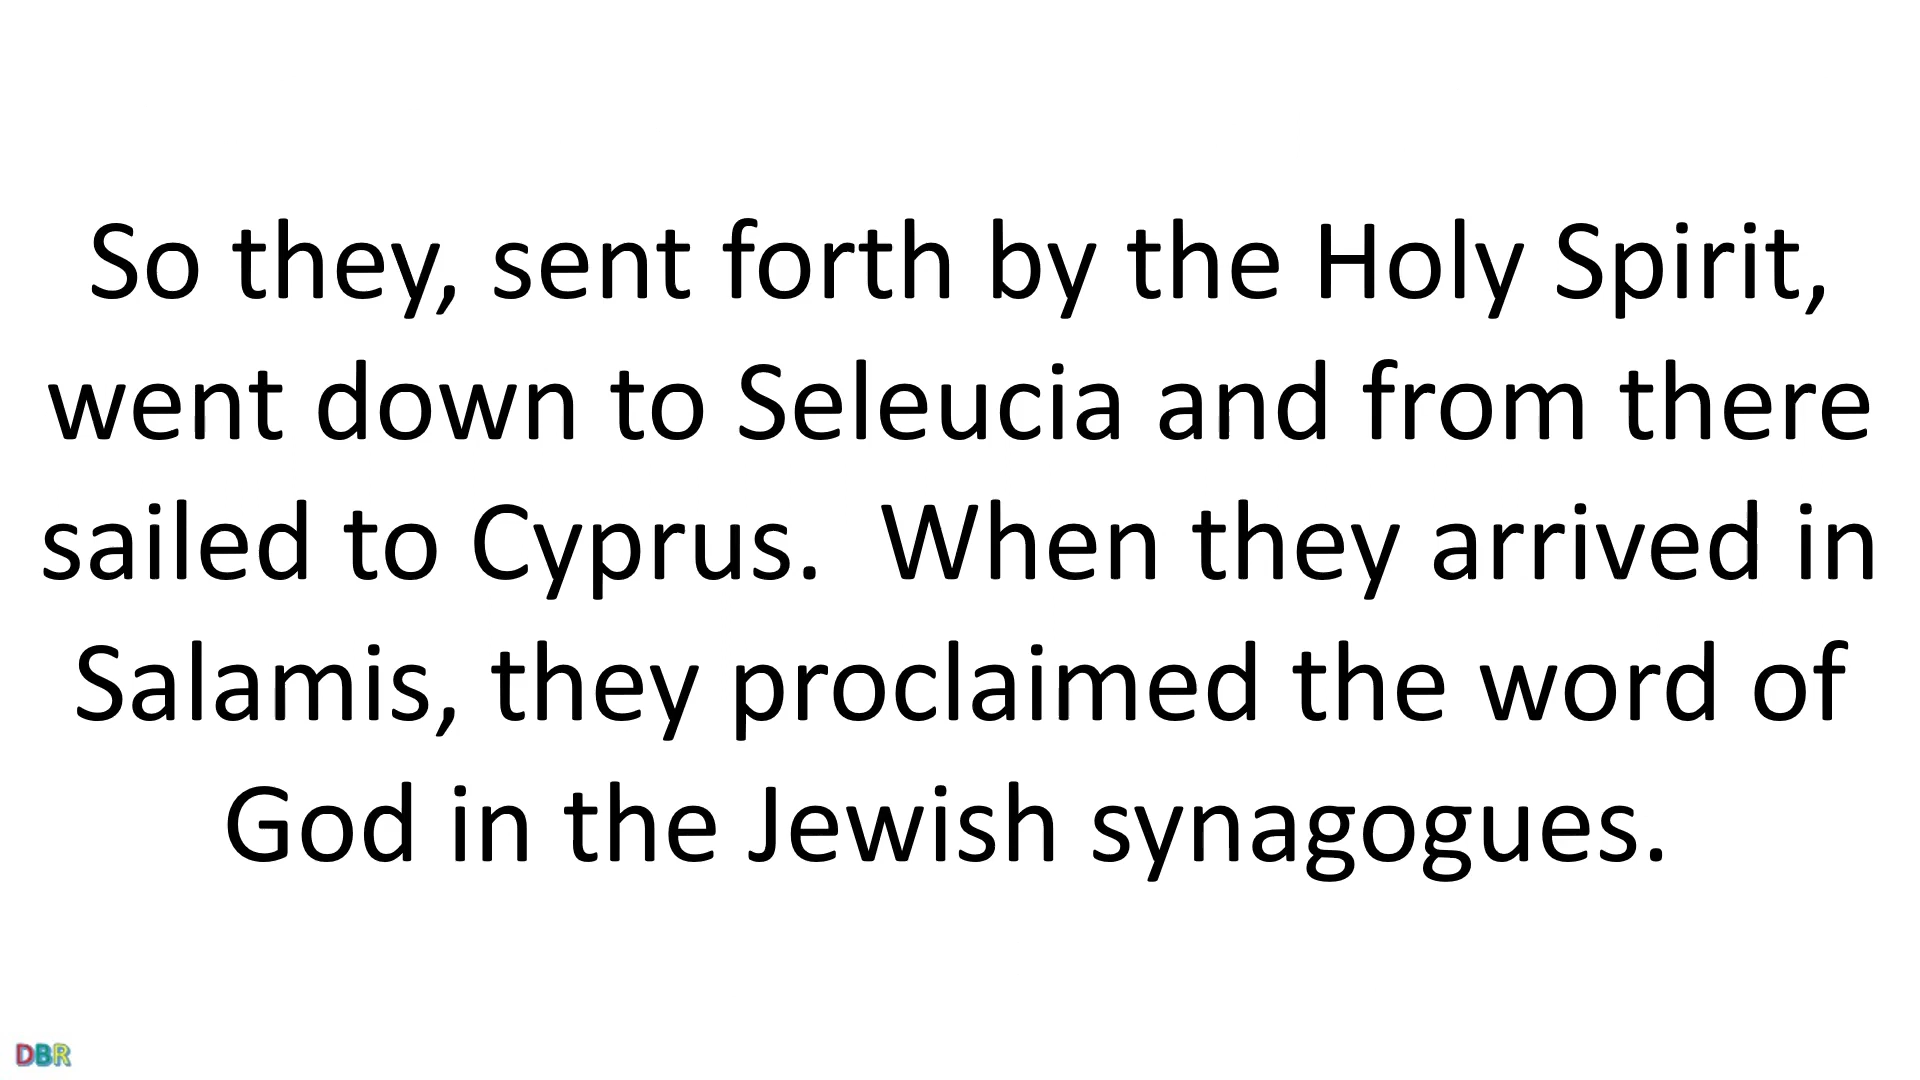 So they, sent forth by the Holy Spirit,
went down to Seleucia and from there
sailed to Cyprus.  When they arrived in
Salamis, they proclaimed the word of
God in the Jewish synagogues.
DBR